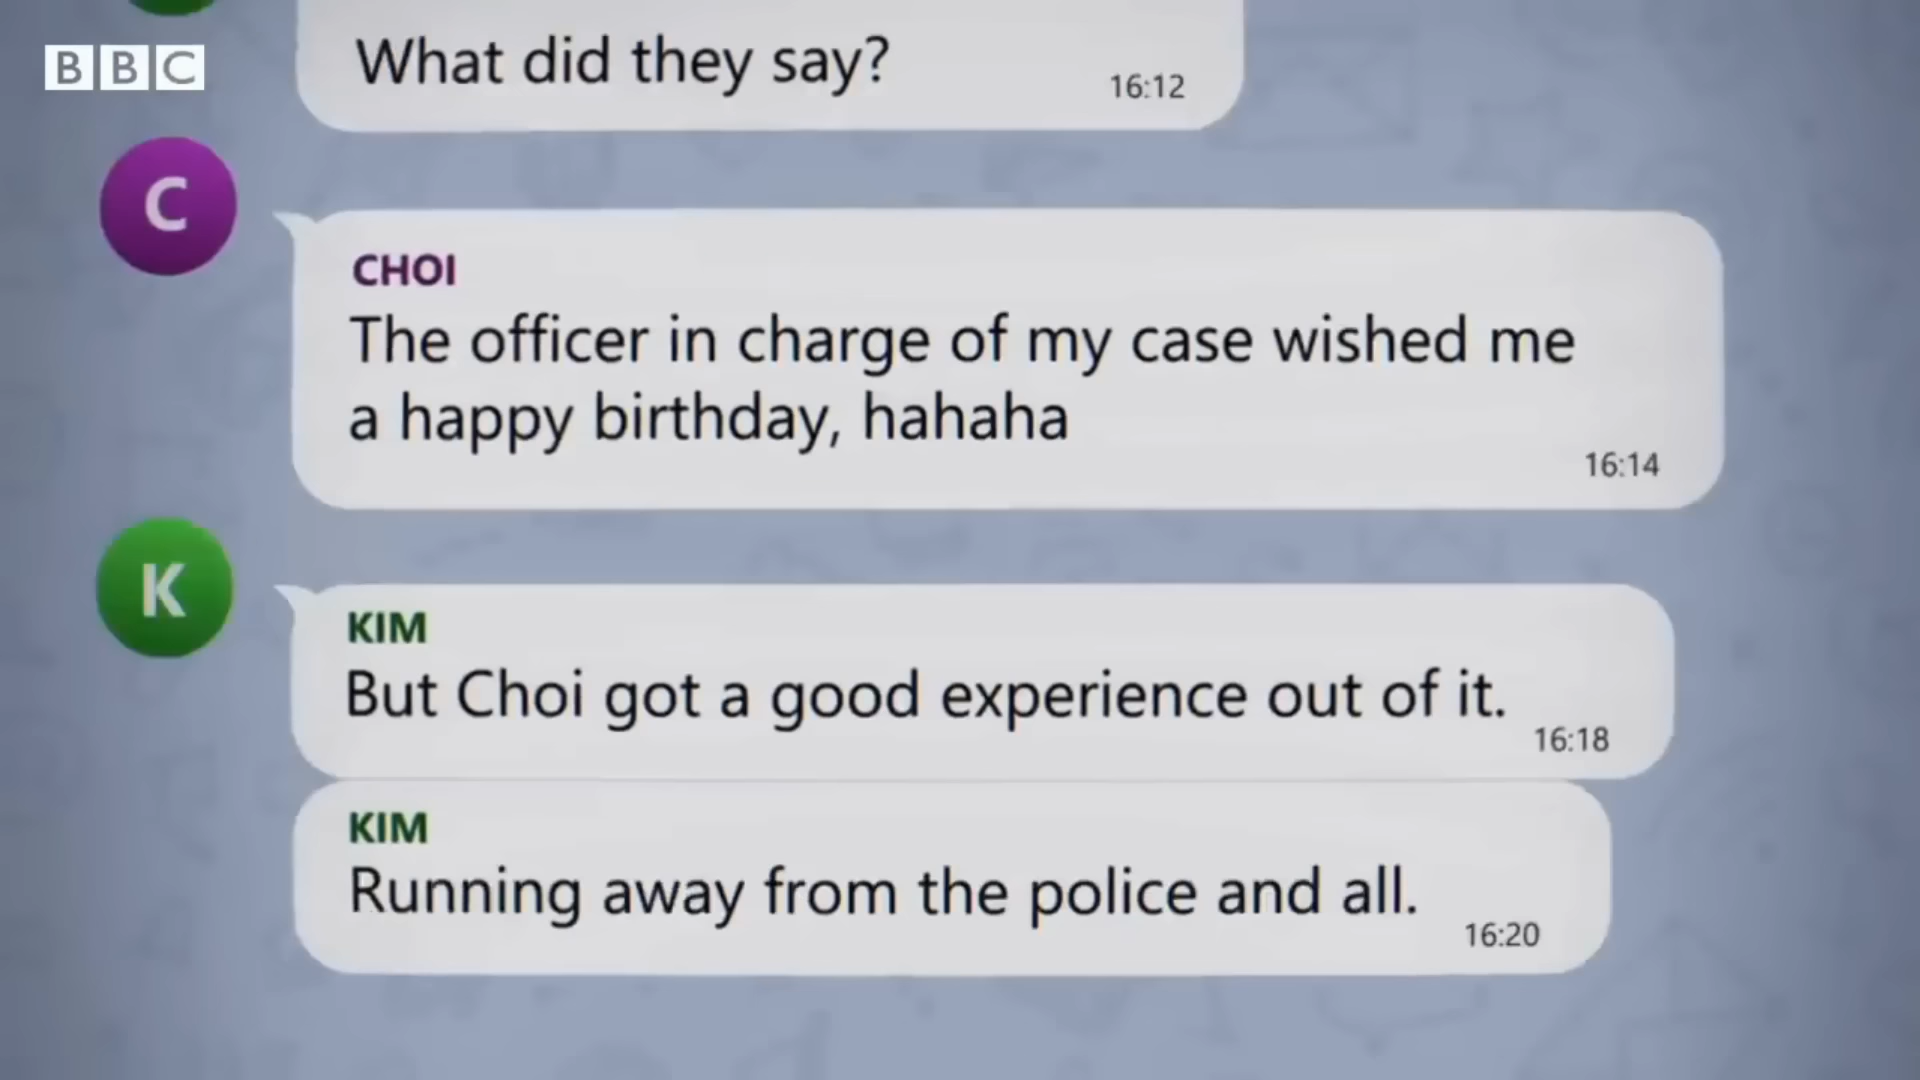 BBC
What did they say?
16:12
C
CHOI
The officer in charge of my case wished me
a happy birthday, hahaha
16:14
K
KIM
But Choi got a good experience out of it.
16:18
KIM
Running away from the police and all.
16:20